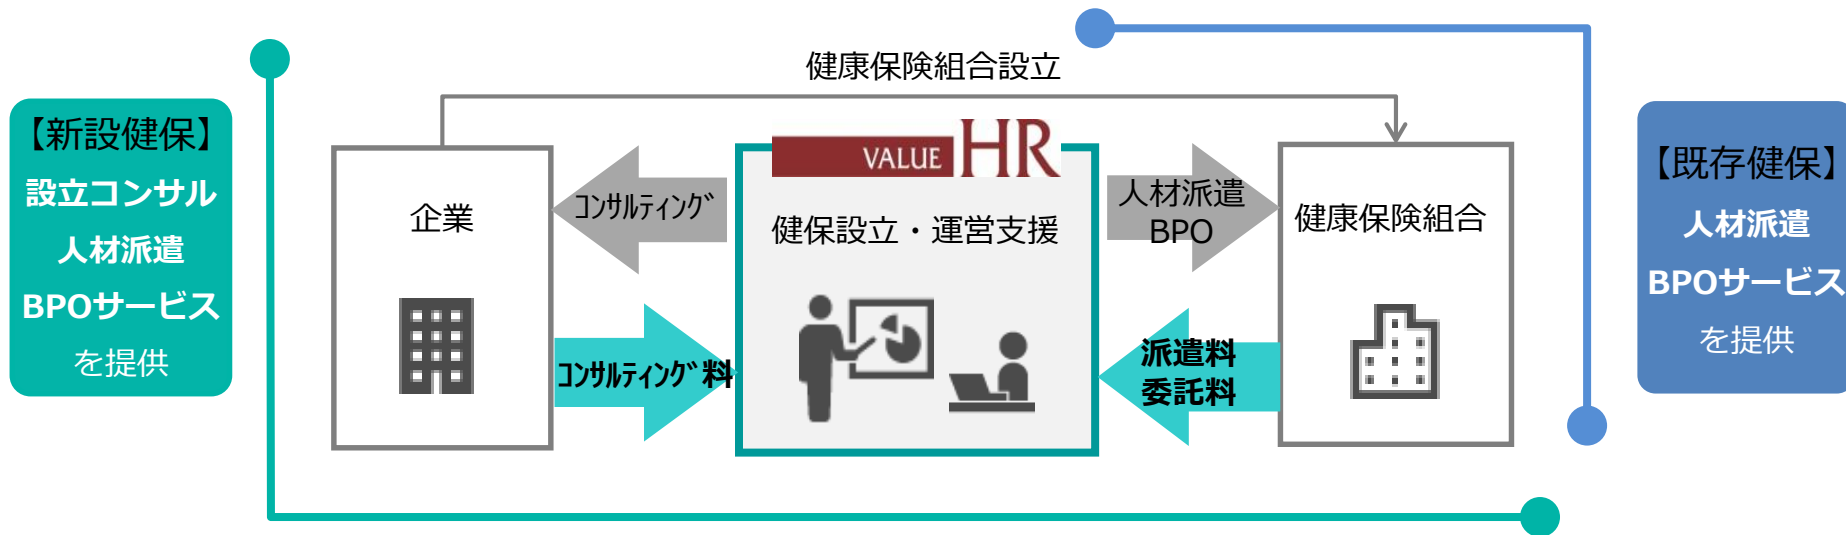 健康保険組合設立
【新設健保】
設立コンサル
人材派遣
BPOサービス
を提供
企業
ｺﾝｻﾙﾃｨﾝｸﾞ
ｺﾝｻﾙﾃｨﾝｸﾞ料
VALUE HR
健保設立・運営支援
人材派遣
BPO
派遣料
委託料
健康保険組合
【既存健保】
人材派遣
BPOサービス
を提供